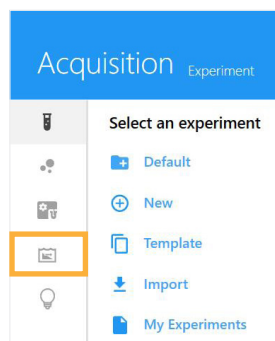 Acquisition Experiment
Select an experiment
Default
New
Template
Import
My Experiments